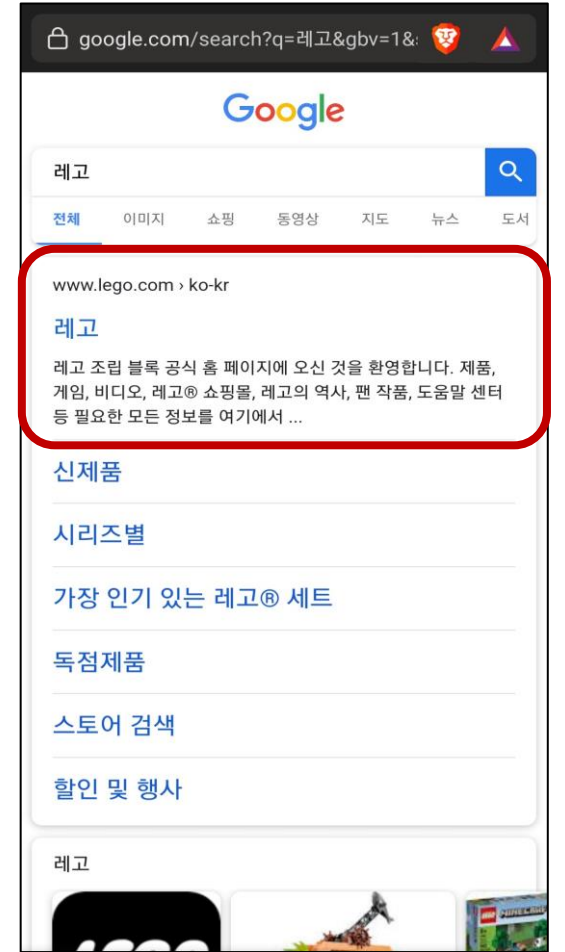 google.com/search?q=레고&gbv=1&
Google
레고
전체 이미지 쇼핑 동영상 지도 뉴스 도서
www.lego.com › ko-kr
레고
레고 조립 블록 공식 홈 페이지에 오신 것을 환영합니다. 제품,
게임, 비디오, 레고® 쇼핑몰, 레고의 역사, 팬 작품, 도움말 센터
등 필요한 모든 정보를 여기에서 ...
신제품
시리즈별
가장 인기 있는 레고® 세트
독점제품
스토어 검색
할인 및 행사
레고
LEGO
MINECRAFT